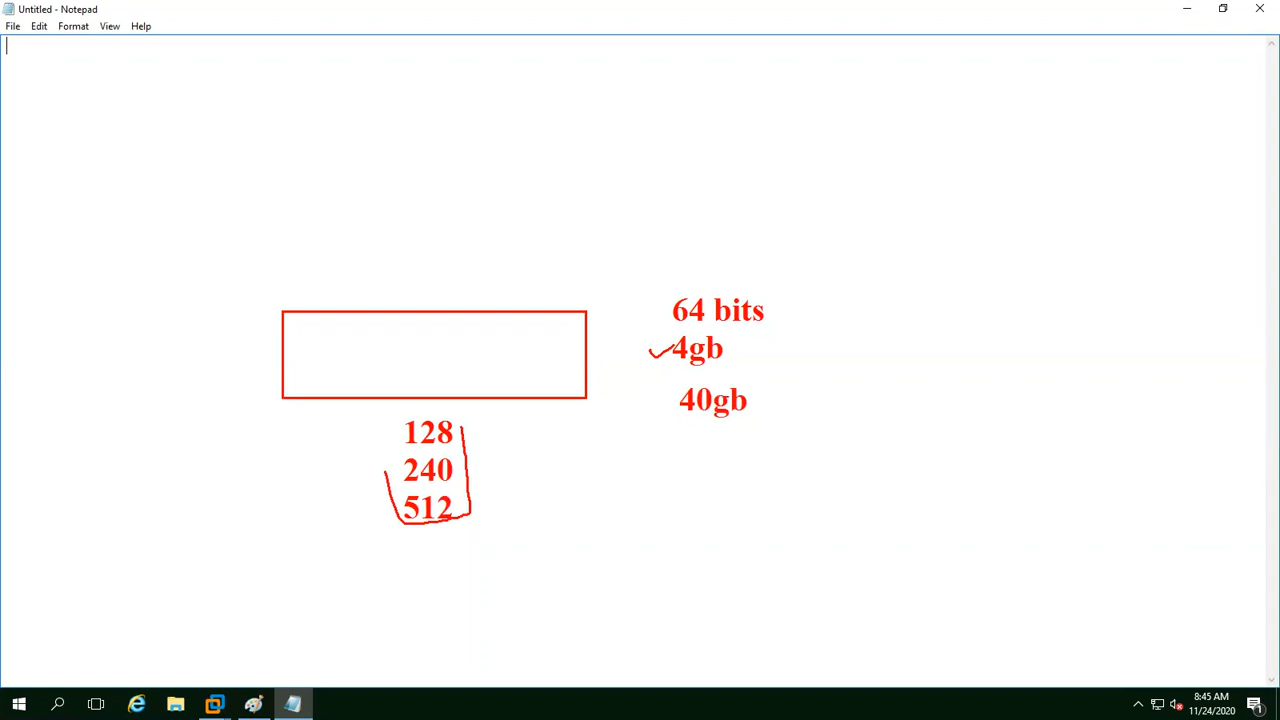 Untitled - Notepad
File Edit Format View Help
64 bits
4gb
40gb
128
240
512
8:45 AM
11/24/2020
1